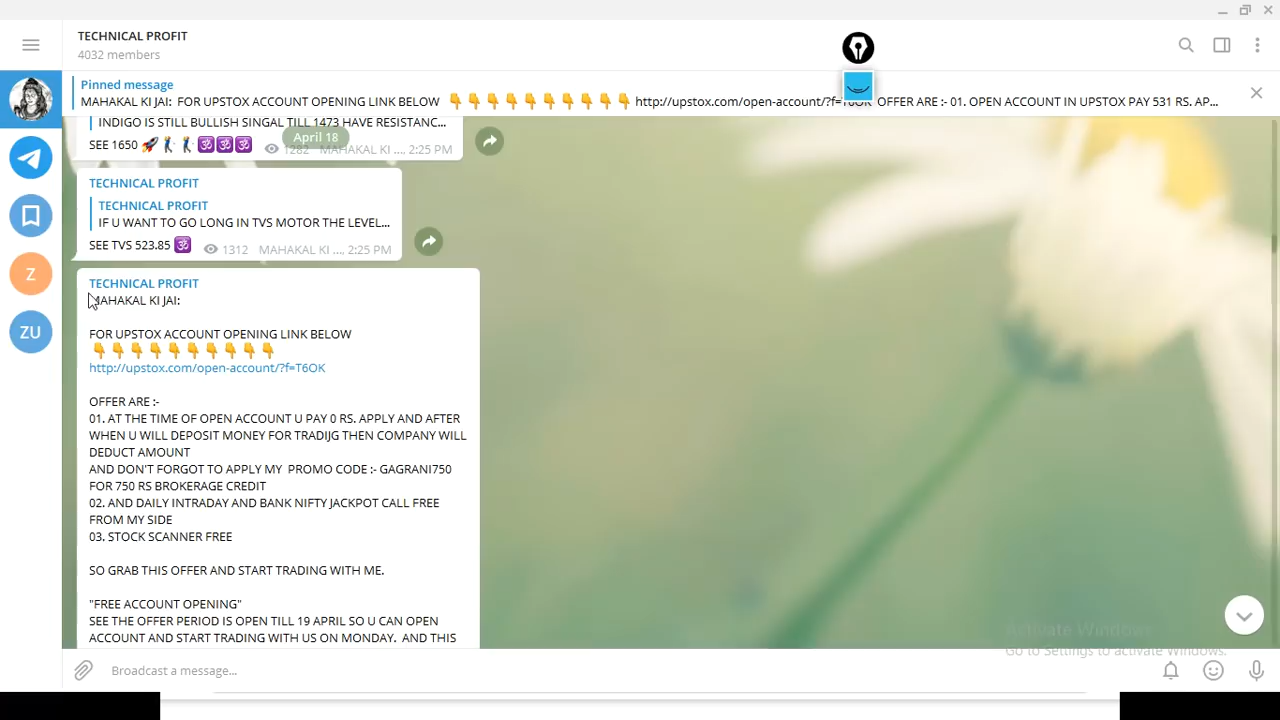 TECHNICAL PROFIT
4032 members
Pinned message
MAHAKAL KI JAI: FOR UPSTOX ACCOUNT OPENING LINK BELOW 👇👇👇👇👇👇👇👇👇👇 http://upstox.com/open-account/?f=T6OK OFFER ARE :- 01. OPEN ACCOUNT IN UPSTOX PAY 531 RS. AP...
INDIGO IS STILL BULLISH SINGAL TILL 1473 HAVE RESISTANC...
April 18
SEE 1650 🚀 🕉🕉🕉 1282 MAHAKAL KI ...., 2:25 PM
TECHNICAL PROFIT
TECHNICAL PROFIT
IF U WANT TO GO LONG IN TVS MOTOR THE LEVEL...
SEE TVS 523.85 🕉 1312 MAHAKAL KI ..., 2:25 PM
TECHNICAL PROFIT
MAHAKAL KI JAI:
FOR UPSTOX ACCOUNT OPENING LINK BELOW
👇👇👇👇👇👇👇👇👇👇
http://upstox.com/open-account/?f=T6OK
OFFER ARE :-
01. AT THE TIME OF OPEN ACCOUNT U PAY 0 RS. APPLY AND AFTER
WHEN U WILL DEPOSIT MONEY FOR TRADIJG THEN COMPANY WILL
DEDUCT AMOUNT
AND DON'T FORGOT TO APPLY MY PROMO CODE :- GAGRANI750
FOR 750 RS BROKERAGE CREDIT
02. AND DAILY INTRADAY AND BANK NIFTY JACKPOT CALL FREE
FROM MY SIDE
03. STOCK SCANNER FREE
SO GRAB THIS OFFER AND START TRADING WITH ME.
"FREE ACCOUNT OPENING"
SEE THE OFFER PERIOD IS OPEN TILL 19 APRIL SO U CAN OPEN
ACCOUNT AND START TRADING WITH US ON MONDAY. AND THIS
Z
ZU
Activate Windows
Go to Settings to activate Windows.
Broadcast a message...